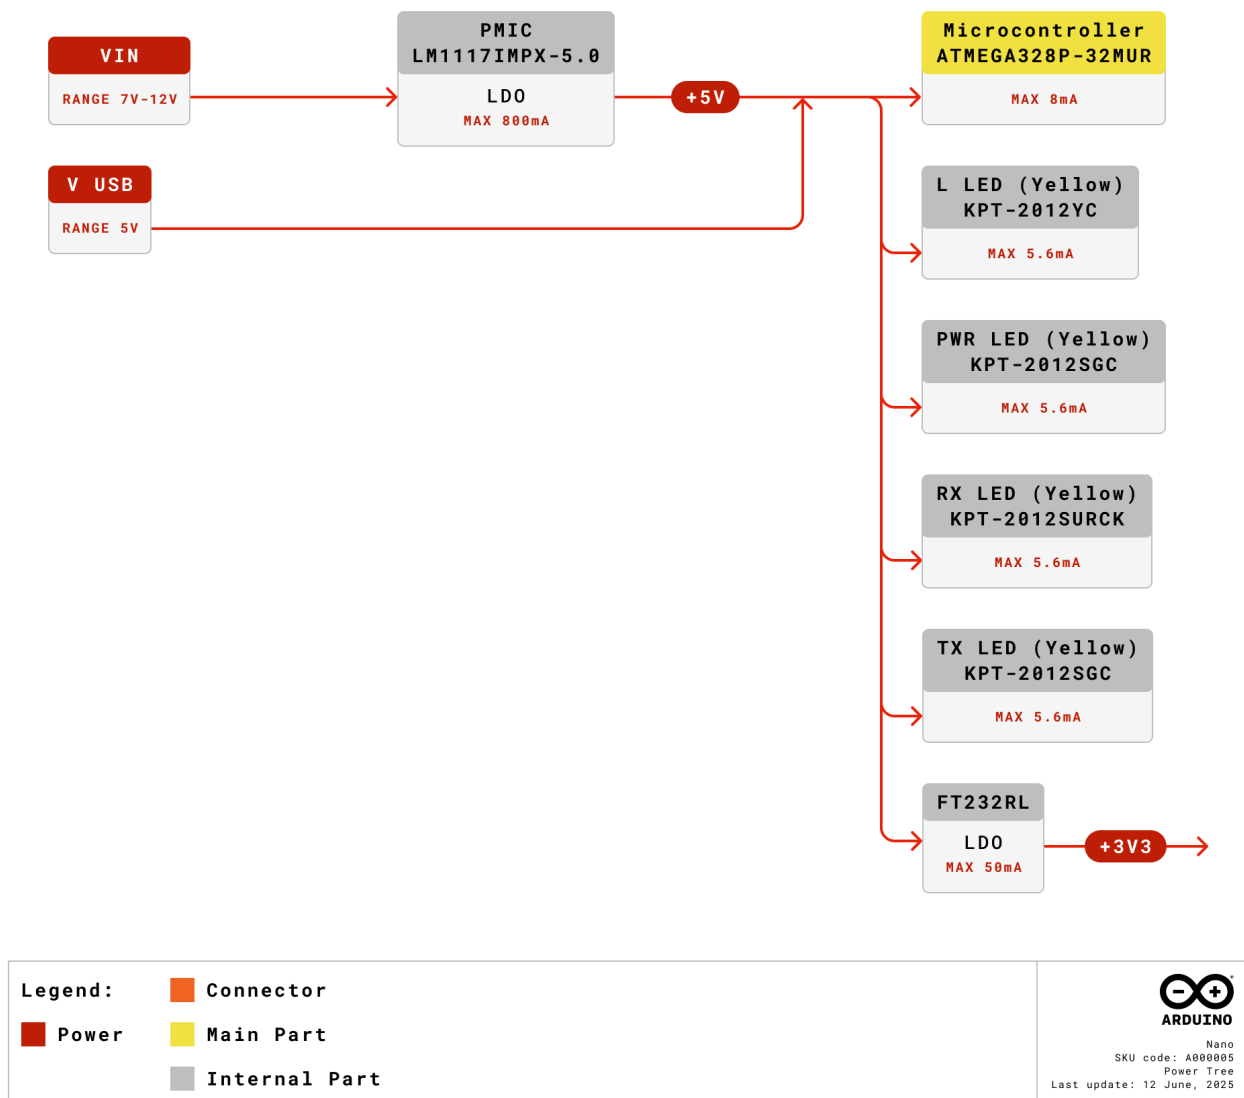 VIN
RANGE 7V-12V
PMIC
LM1117IMPX-5.0
LDO
MAX 800mA
+5V
Microcontroller
ATMEGA328P-32MUR
MAX 8mA
V USB
RANGE 5V
L LED (Yellow)
KPT-2012YC
MAX 5.6mA
PWR LED (Yellow)
KPT-2012SGC
MAX 5.6mA
RX LED (Yellow)
KPT-2012SURCK
MAX 5.6mA
TX LED (Yellow)
KPT-2012SGC
MAX 5.6mA
FT232RL
LDO
MAX 50mA
+3V3
Legend:
Power
Connector
Main Part
Internal Part
ARDUINO
Nano
SKU code: A000005
Power Tree
Last update: 12 June, 2025